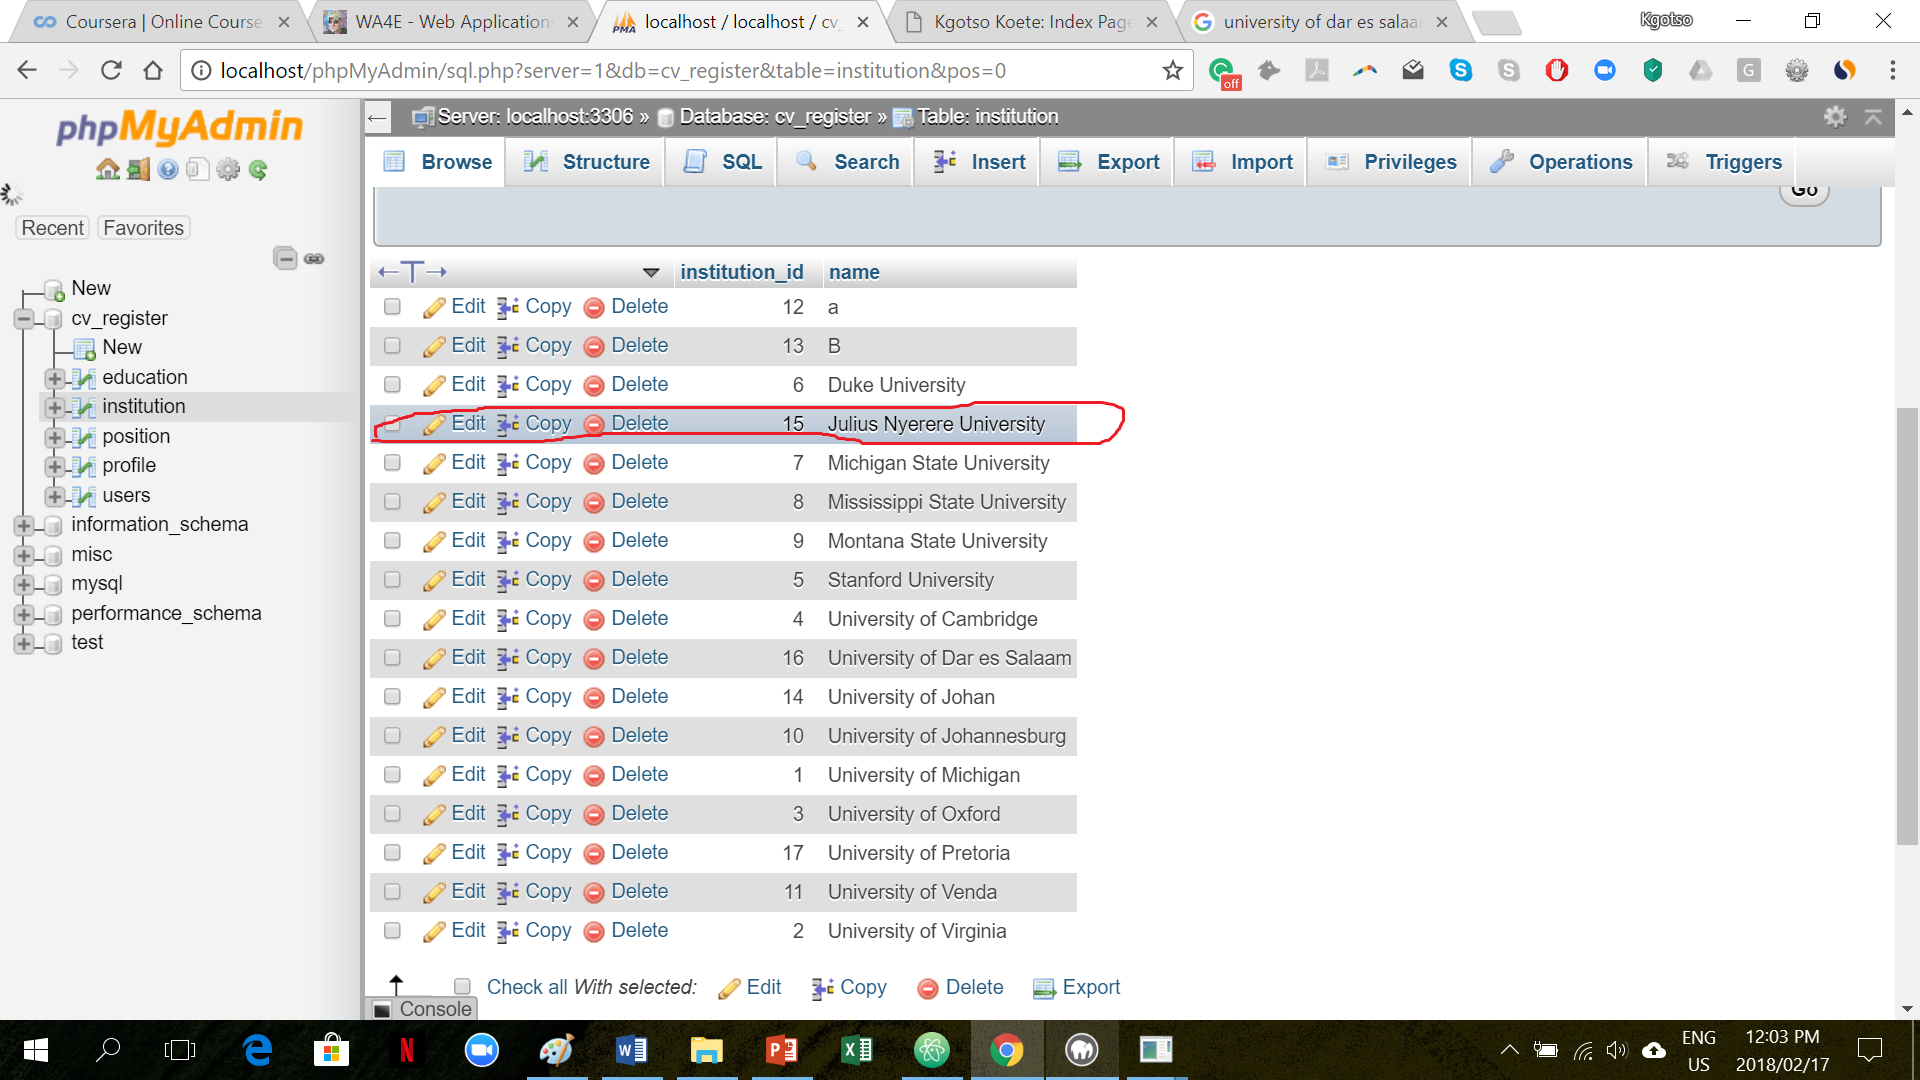 Coursera | Online Course
WA4E - Web Applications
localhost / localhost / cv_
Kgotso Koete: Index Page
university of dar es salaam
Kgotso
localhost/phpMyAdmin/sql.php?server=1&db=cv_register&table=institution&pos=0
off
phpMyAdmin
Recent Favorites
New
cv_register
New
education
institution
position
profile
users
information_schema
misc
mysql
performance_schema
test
Server: localhost:3306 » Database: cv_register » Table: institution
Browse Structure SQL Search Insert Export Import Privileges Operations Triggers
Go
institution_id name
Edit Copy Delete 12 a
Edit Copy Delete 13 B
Edit Copy Delete 6 Duke University
Edit Copy Delete 15 Julius Nyerere University
Edit Copy Delete 7 Michigan State University
Edit Copy Delete 8 Mississippi State University
Edit Copy Delete 9 Montana State University
Edit Copy Delete 5 Stanford University
Edit Copy Delete 4 University of Cambridge
Edit Copy Delete 16 University of Dar es Salaam
Edit Copy Delete 14 University of Johan
Edit Copy Delete 10 University of Johannesburg
Edit Copy Delete 1 University of Michigan
Edit Copy Delete 3 University of Oxford
Edit Copy Delete 17 University of Pretoria
Edit Copy Delete 11 University of Venda
Edit Copy Delete 2 University of Virginia
Check all With selected: Edit Copy Delete Export
Console
ENG
US
12:03 PM
2018/02/17